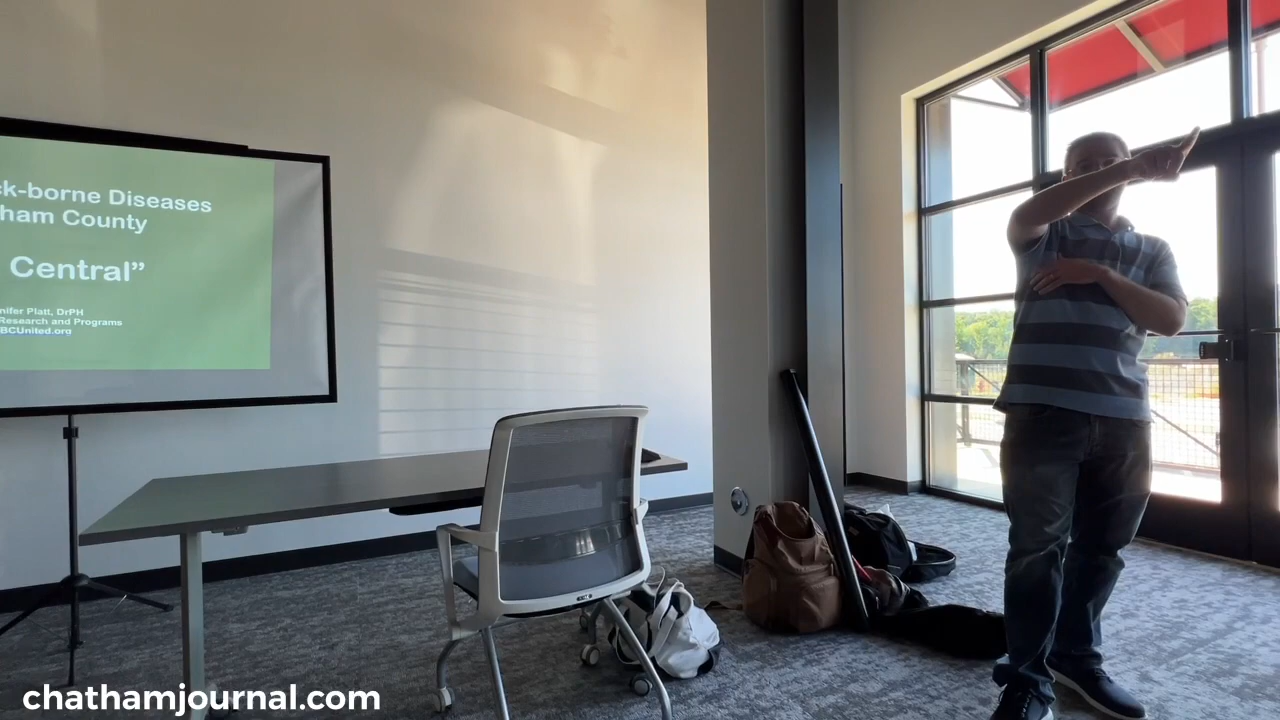 ck-borne Diseases
ham County
Central”
nifer Platt, DrPH
Research and Programs
BCUnited.org
chathamjournal.com